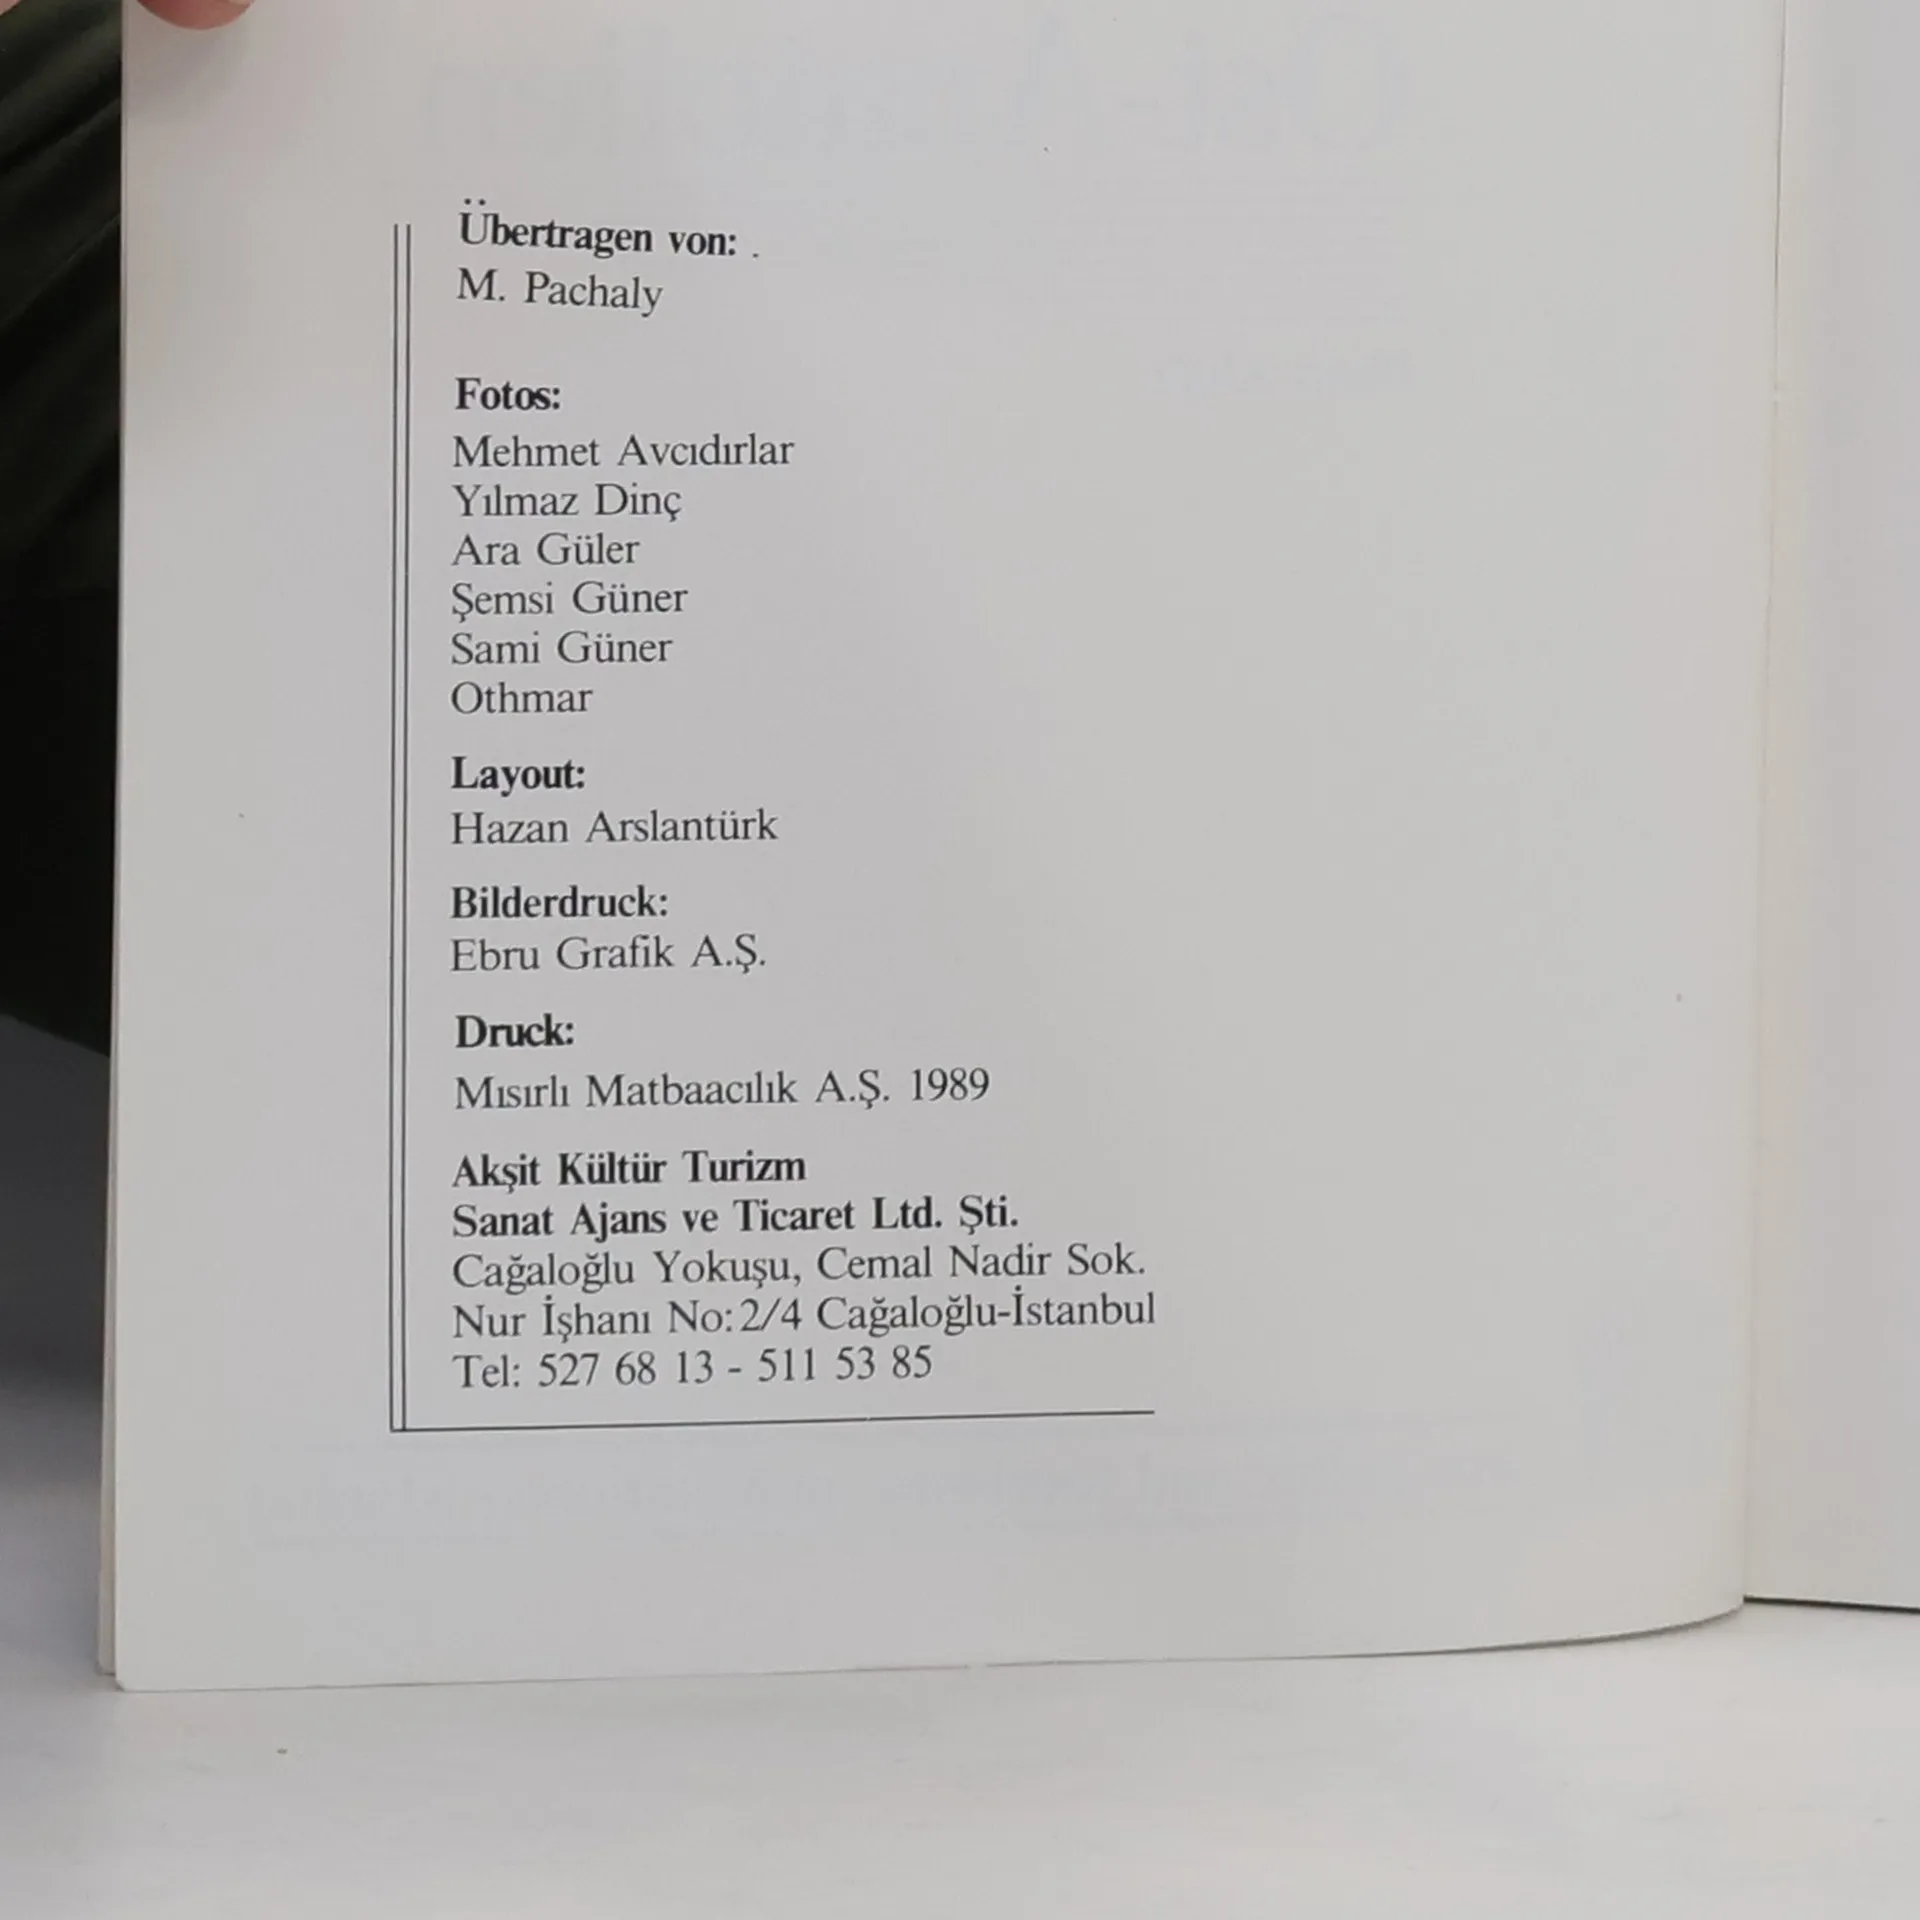 Übertragen von:
M. Pachaly
Fotos:
Mehmet Avcıdırlar
Yılmaz Dinç
Ara Güler
Şemsi Güner
Sami Güner
Othmar
Layout:
Hazan Arslantürk
Bilderdruck:
Ebru Grafik A.Ş.
Druck:
Mısırlı Matbaacılık A.Ş. 1989
Akşit Kültür Turizm
Sanat Ajans ve Ticaret Ltd. Şti.
Cağaloğlu Yokuşu, Cemal Nadir Sok.
Nur İşhanı No:2/4 Cağaloğlu-İstanbul
Tel: 527 68 13 - 511 53 85